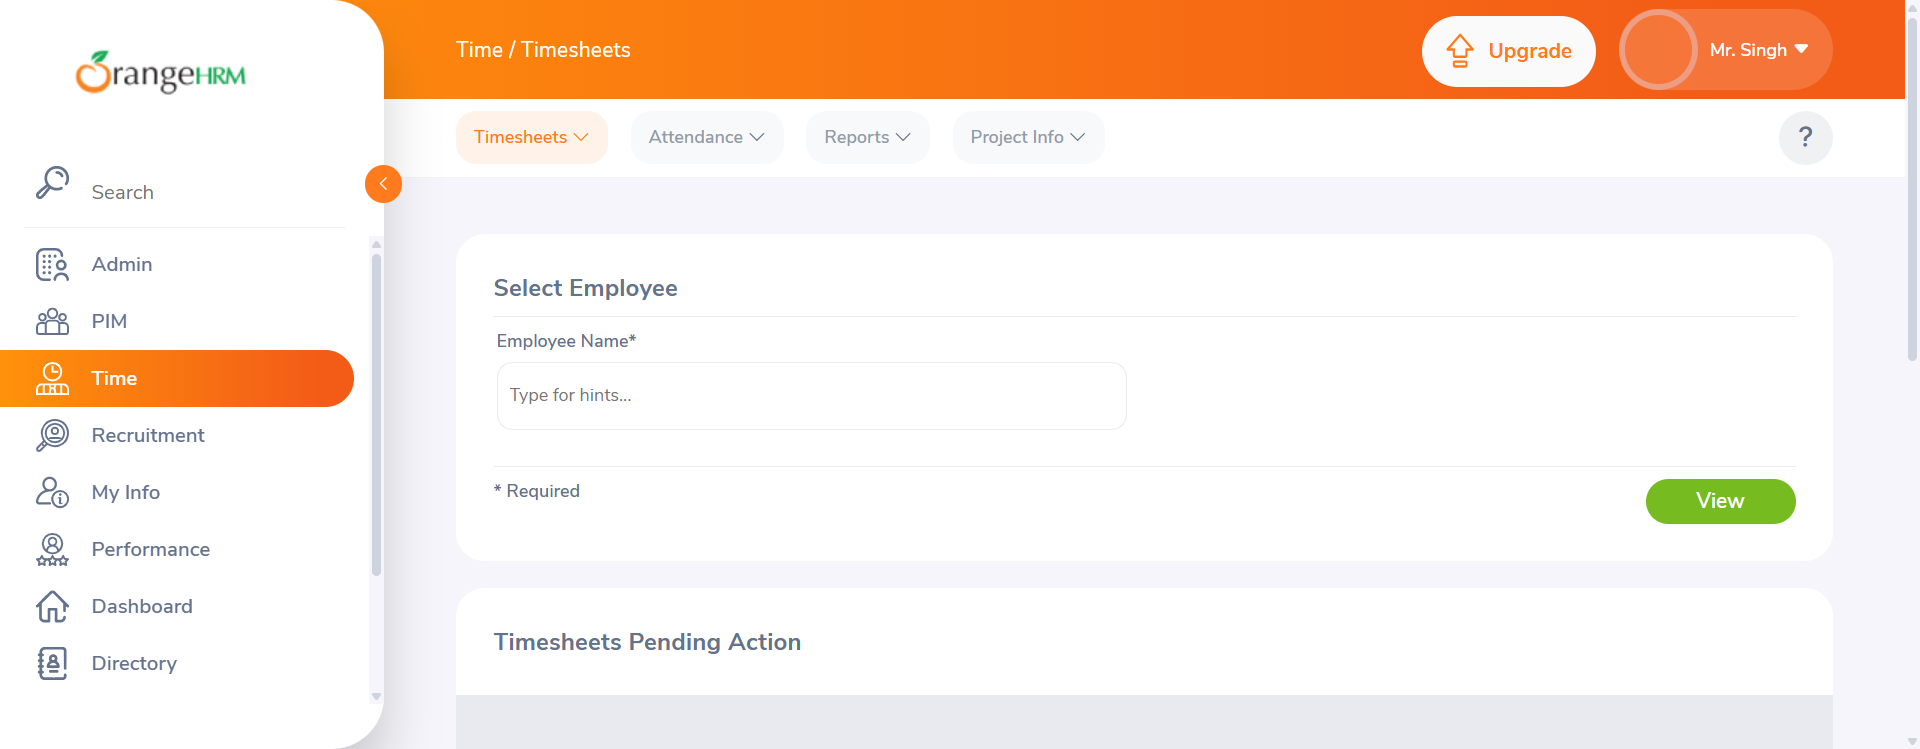 OrangeHRM
Search
Admin
PIM
Time
Recruitment
My Info
Performance
Dashboard
Directory
Time / Timesheets
Upgrade
Mr. Singh
Timesheets
Attendance
Reports
Project Info
?
Select Employee
Employee Name*
Type for hints...
* Required
View
Timesheets Pending Action